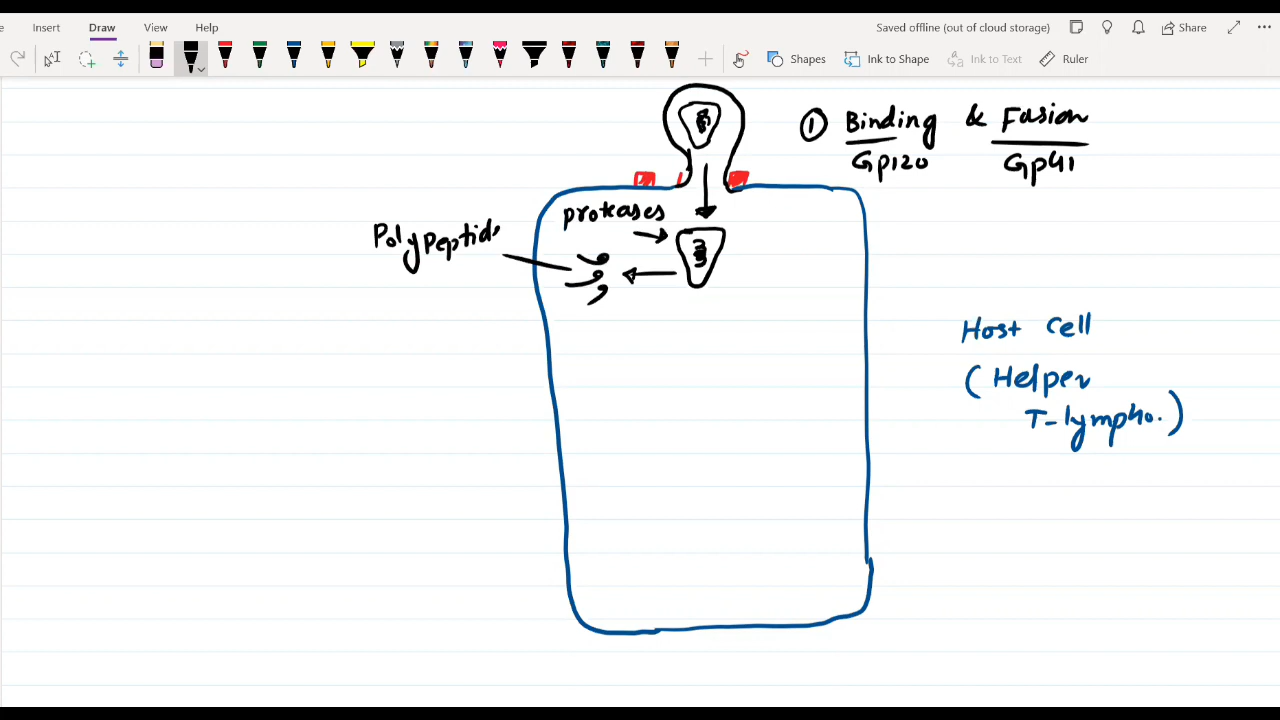 Insert Draw View Help
Saved offline (out of cloud storage)
Share
Shapes
Ink to Shape
Ink to Text
Ruler
① Binding & Fusion
Gp120 Gp41
proteases
Polypeptide
Host cell
(Helper
T-lympho.)